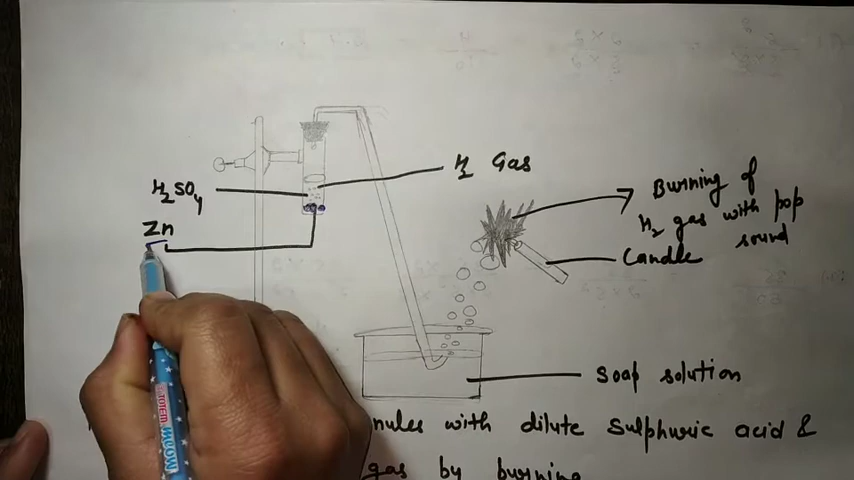 H₂SO₄
Zn
H₂ Gas
Burning of
H₂ gas with pop
sound
Candle
Soap solution
nules with dilute Sulphuric acid &
gas by burning